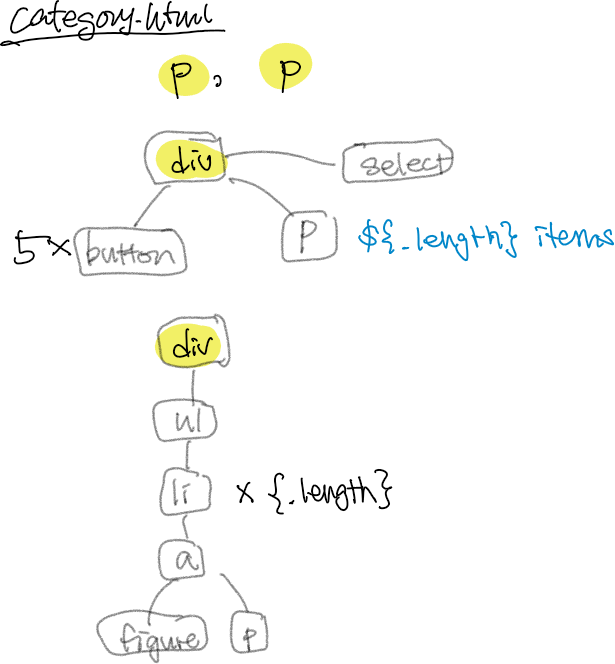 category.html
p, p
div select
5 × button p ${.length} items
div
ul
li × {.length}
a
figure p